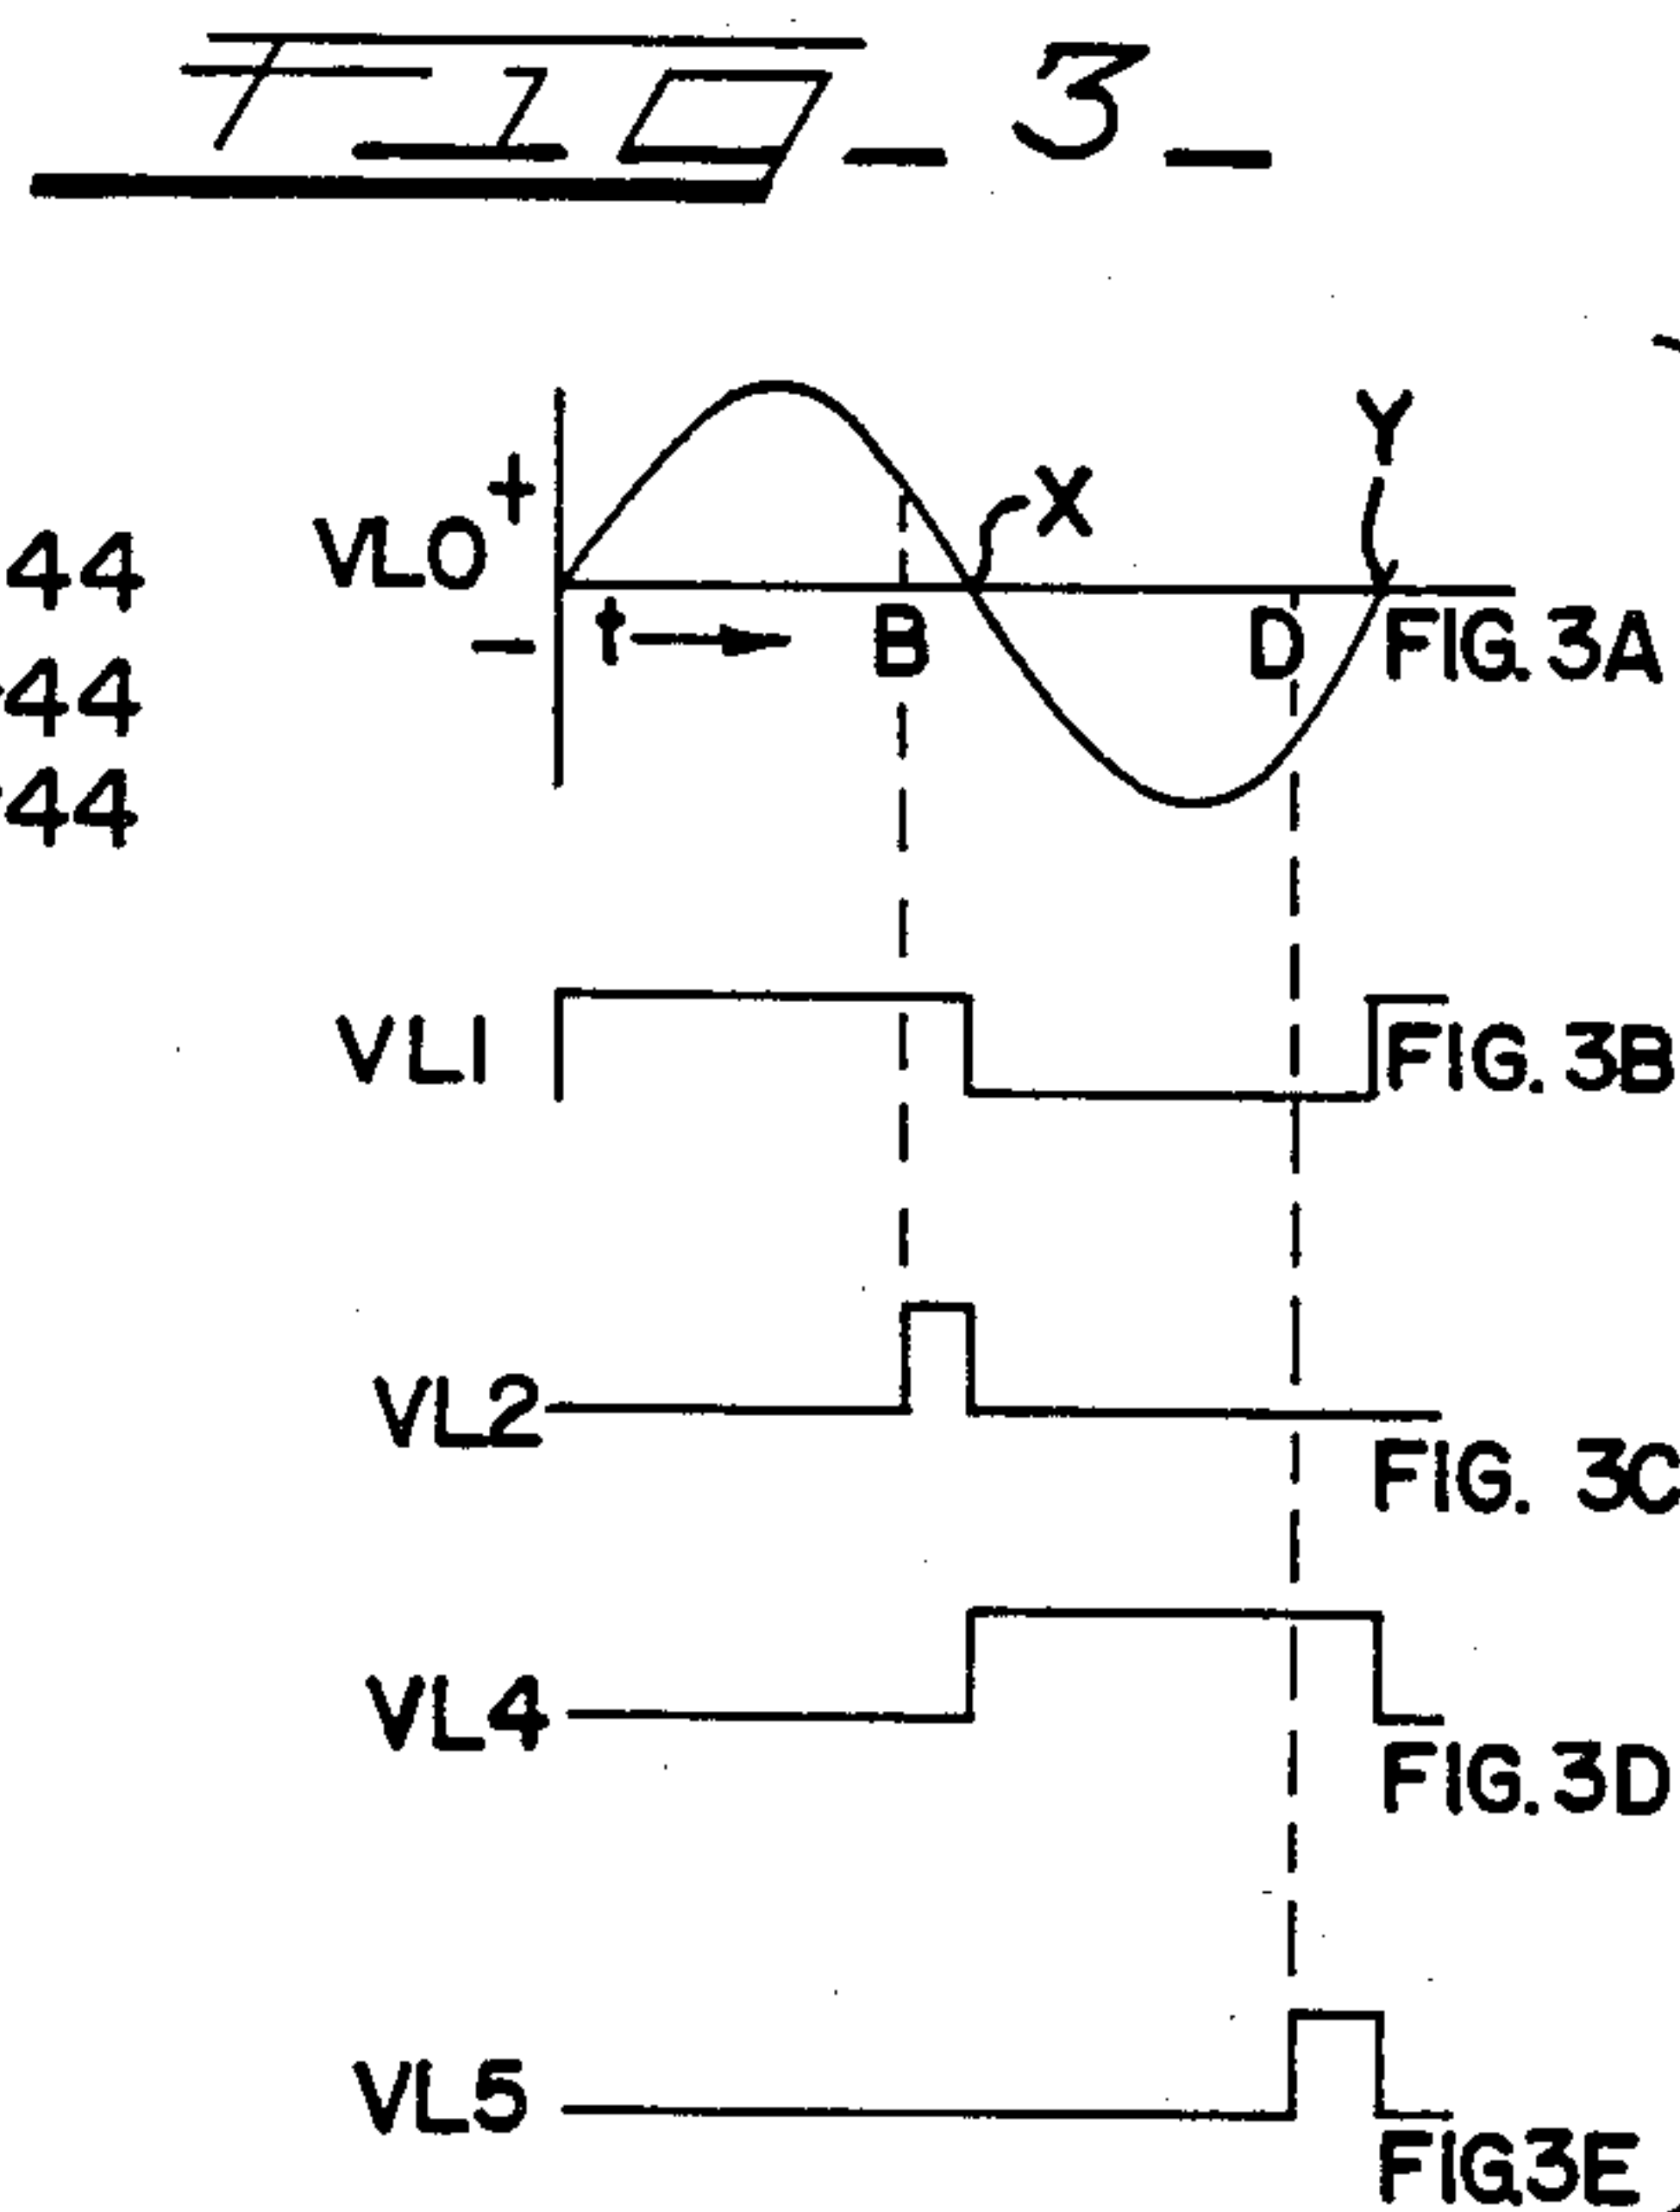 FIG_3_
Y
X
+
VLO
-
t
B
D
FIG.3A
44
44
44
VL1
FIG.3B
VL2
FIG. 3C
VL4
FIG.3D
VL5
FIG3E